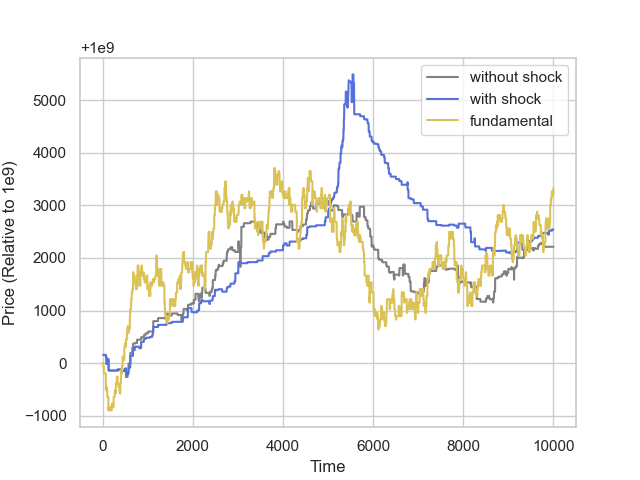 +1e9
without shock
with shock
fundamental
Price (Relative to 1e9)
5000
4000
3000
2000
1000
0
−1000
0 2000 4000 6000 8000 10000
Time